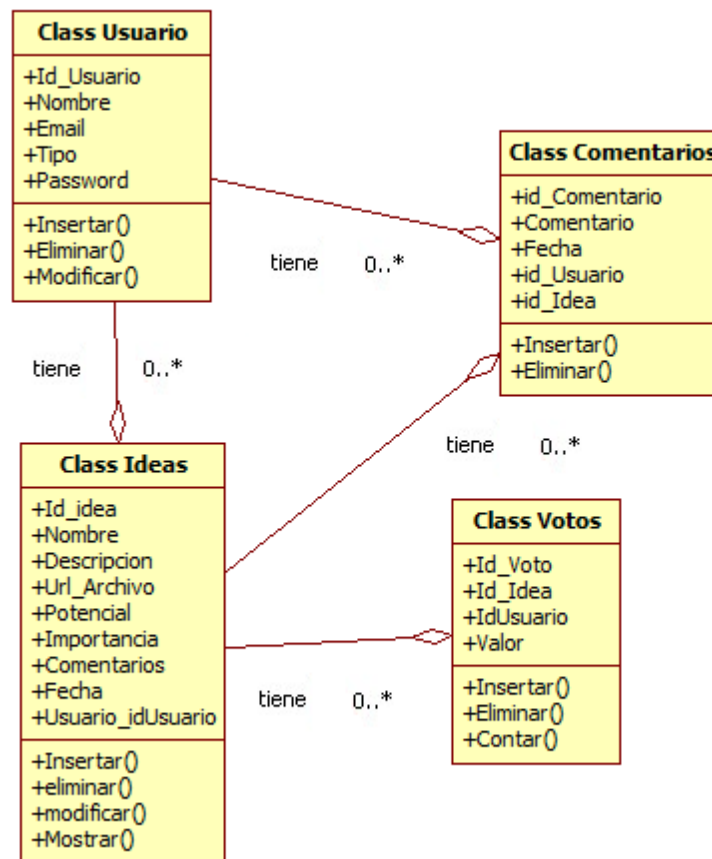 Class Usuario
+Id_Usuario
+Nombre
+Email
+Tipo
+Password
+Insertar()
+Eliminar()
+Modificar()
Class Comentarios
+id_Comentario
+Comentario
+Fecha
+id_Usuario
+id_Idea
+Insertar()
+Eliminar()
tiene 0..*
tiene 0..*
tiene 0..*
Class Ideas
+Id_idea
+Nombre
+Descripcion
+Url_Archivo
+Potencial
+Importancia
+Comentarios
+Fecha
+Usuario_idUsuario
+Insertar()
+eliminar()
+modificar()
+Mostrar()
Class Votos
+Id_Voto
+Id_Idea
+IdUsuario
+Valor
+Insertar()
+Eliminar()
+Contar()
tiene 0..*